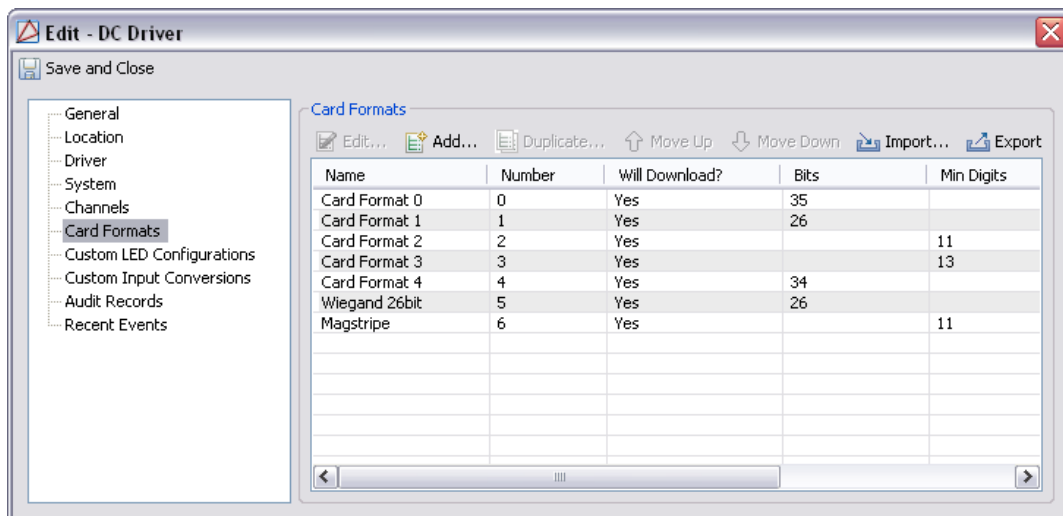 Edit - DC Driver
Save and Close
General
Location
Driver
System
Channels
Card Formats
Custom LED Configurations
Custom Input Conversions
Audit Records
Recent Events
Card Formats
Edit... Add... Duplicate... Move Up Move Down Import... Export
Name Number Will Download? Bits Min Digits
Card Format 0 0 Yes 35
Card Format 1 1 Yes 26
Card Format 2 2 Yes 11
Card Format 3 3 Yes 13
Card Format 4 4 Yes 34
Wiegand 26bit 5 Yes 26
Magstripe 6 Yes 11